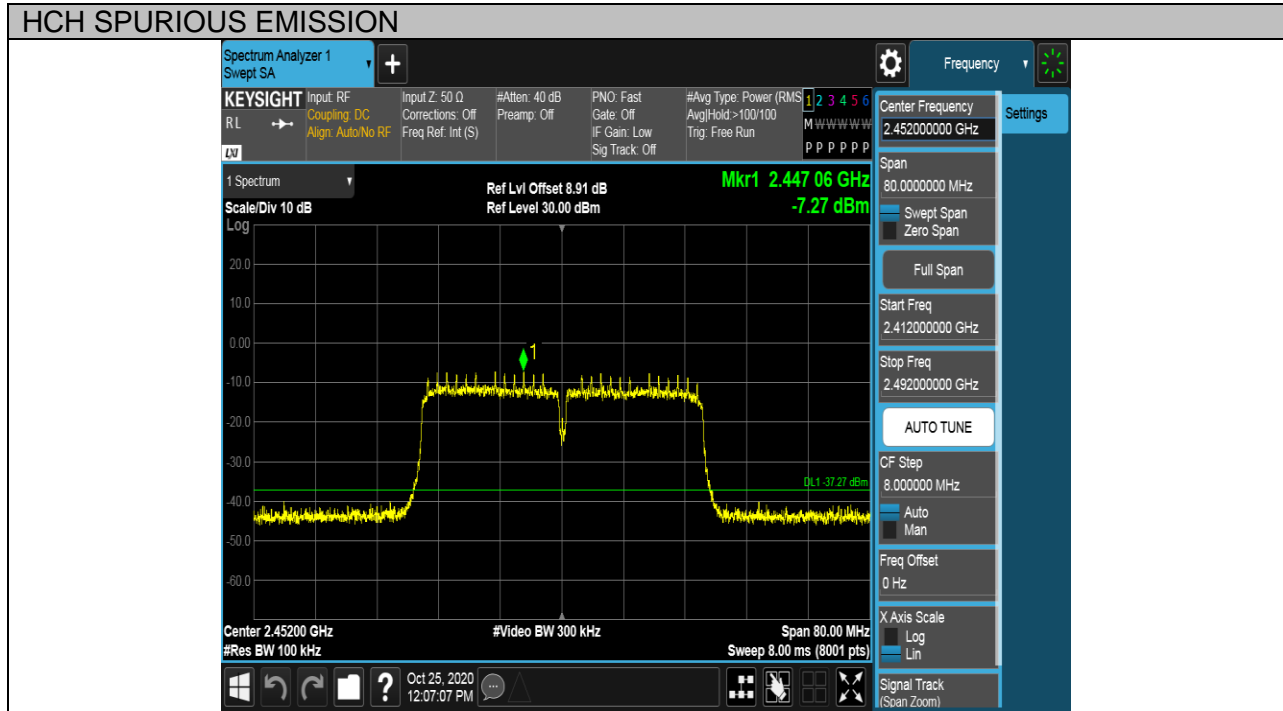 HCH SPURIOUS EMISSION
Spectrum Analyzer 1
Swept SA
Frequency
KEYSIGHT
RL
LXI
Input: RF
Coupling: DC
Align: Auto/No RF
Input Z: 50 Ω
Corrections: Off
Freq Ref: Int (S)
#Atten: 40 dB
Preamp: Off
PNO: Fast
Gate: Off
IF Gain: Low
Sig Track: Off
#Avg Type: Power (RMS
Avg|Hold:>100/100
Trig: Free Run
1 2 3 4 5 6
M W W W W W
P P P P P P
Center Frequency
2.452000000 GHz
Settings
1 Spectrum
Scale/Div 10 dB
Ref Lvl Offset 8.91 dB
Ref Level 30.00 dBm
Mkr1 2.447 06 GHz
-7.27 dBm
Log
20.0
10.0
0.00
-10.0
-20.0
-30.0
-40.0
-50.0
-60.0
1
DL1 -37.27 dBm
Center 2.45200 GHz
#Res BW 100 kHz
#Video BW 300 kHz
Span 80.00 MHz
Sweep 8.00 ms (8001 pts)
Span
80.0000000 MHz
Swept Span
Zero Span
Full Span
Start Freq
2.412000000 GHz
Stop Freq
2.492000000 GHz
AUTO TUNE
CF Step
8.000000 MHz
Auto
Man
Freq Offset
0 Hz
X Axis Scale
Log
Lin
Signal Track
(Span Zoom)
?
Oct 25, 2020
12:07:07 PM